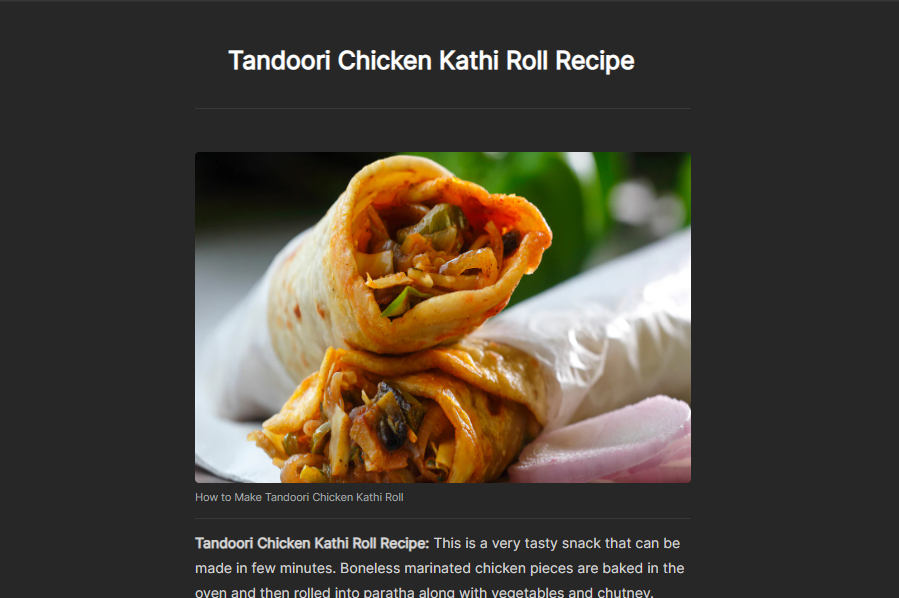 Tandoori Chicken Kathi Roll Recipe
How to Make Tandoori Chicken Kathi Roll
Tandoori Chicken Kathi Roll Recipe: This is a very tasty snack that can be
made in few minutes. Boneless marinated chicken pieces are baked in the
oven and then rolled into paratha along with vegetables and chutney.